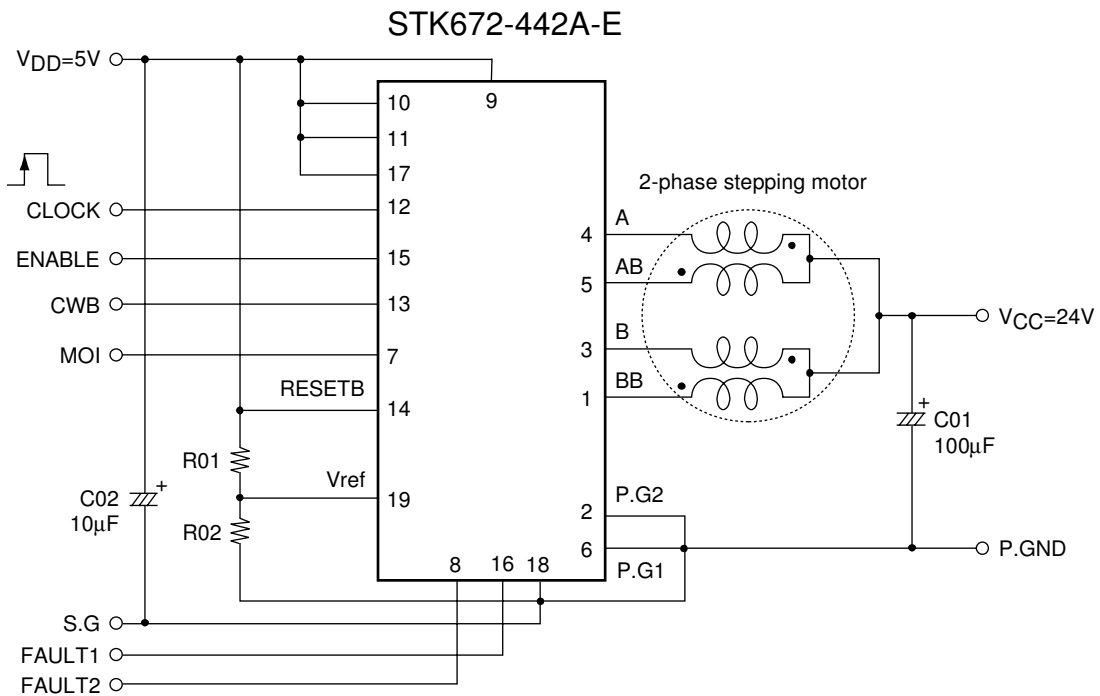 STK672-442A-E
VDD=5V
9
10
11
17
CLOCK
12
ENABLE
15
CWB
13
MOI
7
RESETB
14
R01
Vref
19
R02
C02
+
10μF
2-phase stepping motor
A
4
AB
5
B
3
BB
1
VCC=24V
+
C01
100μF
P.G2
2
6
P.G1
P.GND
8
16
18
S.G
FAULT1
FAULT2